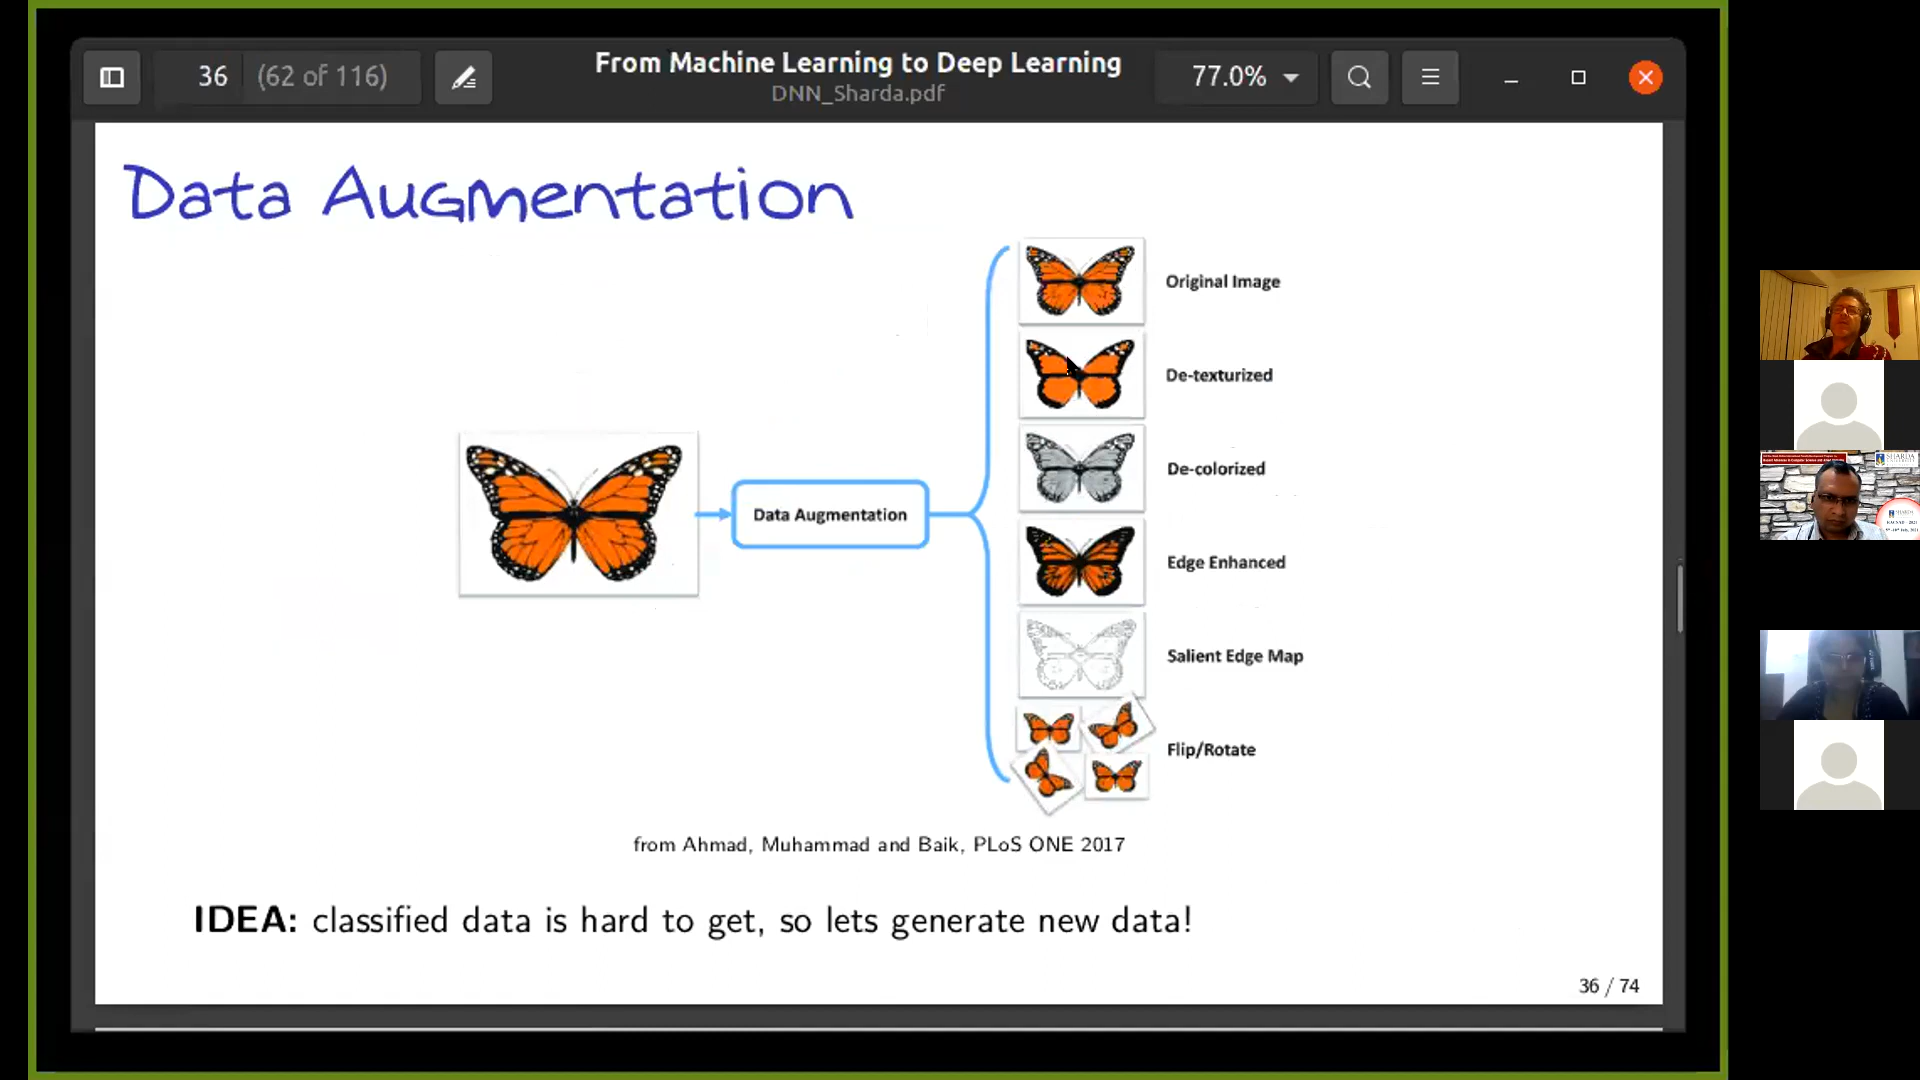 36 (62 of 116)
From Machine Learning to Deep Learning
DNN_Sharda.pdf
77.0%
Data Augmentation
Original Image
De-texturized
De-colorized
Data Augmentation
Edge Enhanced
Salient Edge Map
Flip/Rotate
from Ahmad, Muhammad and Baik, PLoS ONE 2017
IDEA: classified data is hard to get, so lets generate new data!
36 / 74
SHARDA